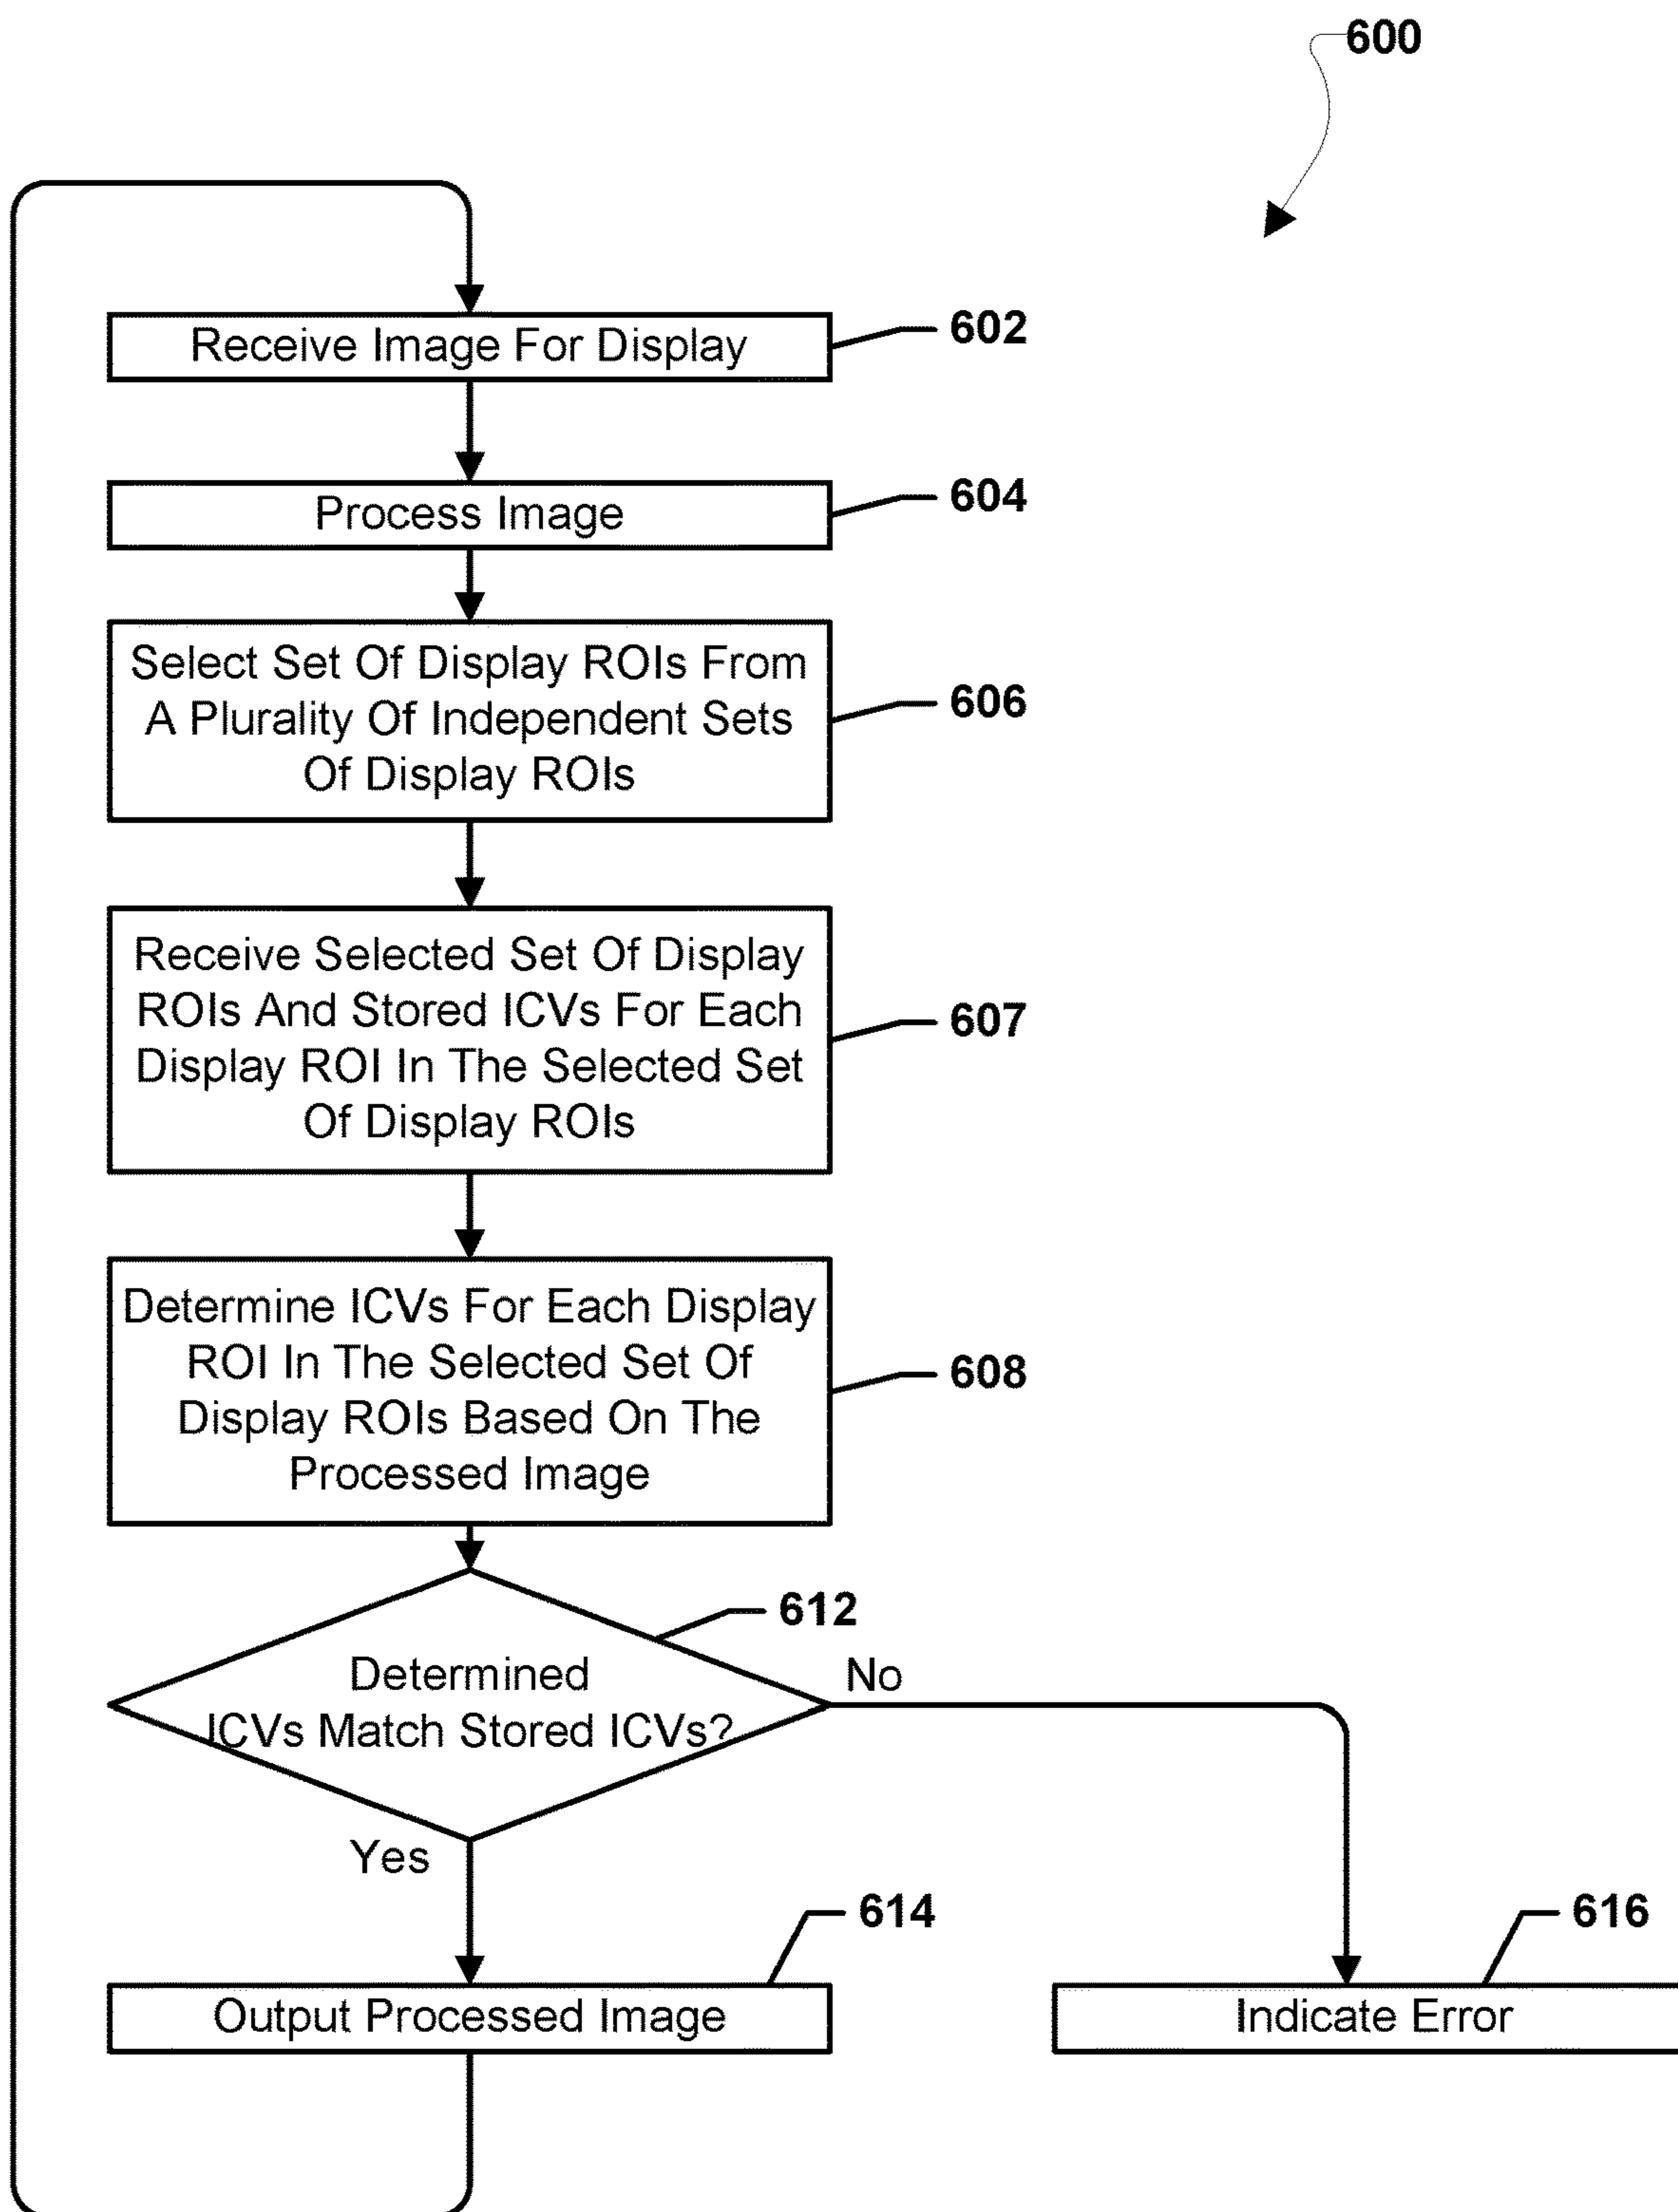 600
Receive Image For Display
602
Process Image
604
Select Set Of Display ROIs From
A Plurality Of Independent Sets
Of Display ROIs
606
Receive Selected Set Of Display
ROIs And Stored ICVs For Each
Display ROI In The Selected Set
Of Display ROIs
607
Determine ICVs For Each Display
ROI In The Selected Set Of
Display ROIs Based On The
Processed Image
608
612
Determined
ICVs Match Stored ICVs?
No
Yes
614
Output Processed Image
616
Indicate Error